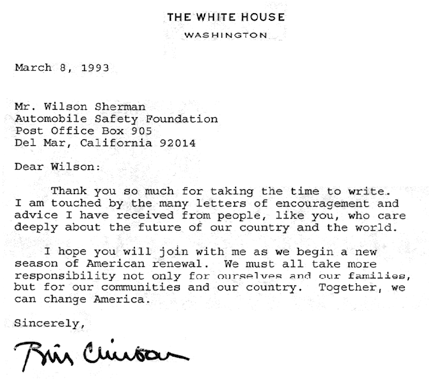 THE WHITE HOUSE
WASHINGTON
March 8, 1993
Mr. Wilson Sherman
Automobile Safety Foundation
Post Office Box 905
Del Mar, California 92014
Dear Wilson:
Thank you so much for taking the time to write.
I am touched by the many letters of encouragement and
advice I have received from people, like you, who care
deeply about the future of our country and the world.
I hope you will join with me as we begin a new
season of American renewal. We must all take more
responsibility not only for ourselves and our families,
but for our communities and our country. Together, we
can change America.
Sincerely,
Bill Clinton